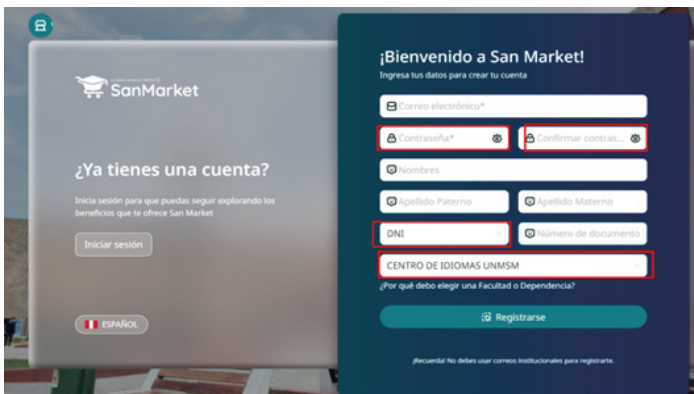 SanMarket
¿Ya tienes una cuenta?
Inicia sesión para que puedas seguir explorando los
beneficios que te ofrece San Market
Iniciar sesión
ESPAÑOL
¡Bienvenido a San Market!
Ingresa tus datos para crear tu cuenta
Correo electrónico*
Contraseña*
Confirmar contras...
Nombres
Apellido Paterno
Apellido Materno
DNI
Número de documento
CENTRO DE IDIOMAS UNMSM
¿Por qué debo elegir una Facultad o Dependencia?
Registrarse
¡Recuerda! No debes usar correos institucionales para registrarte.